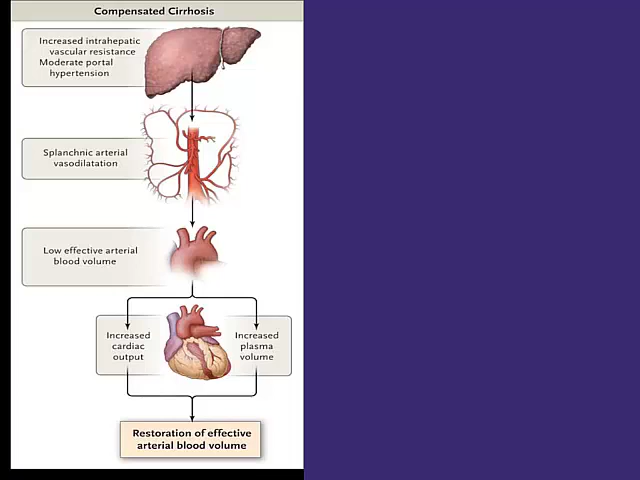 Compensated Cirrhosis
Increased intrahepatic
vascular resistance
Moderate portal
hypertension
Splanchnic arterial
vasodilatation
Low effective arterial
blood volume
Increased
cardiac
output
Increased
plasma
volume
Restoration of effective
arterial blood volume